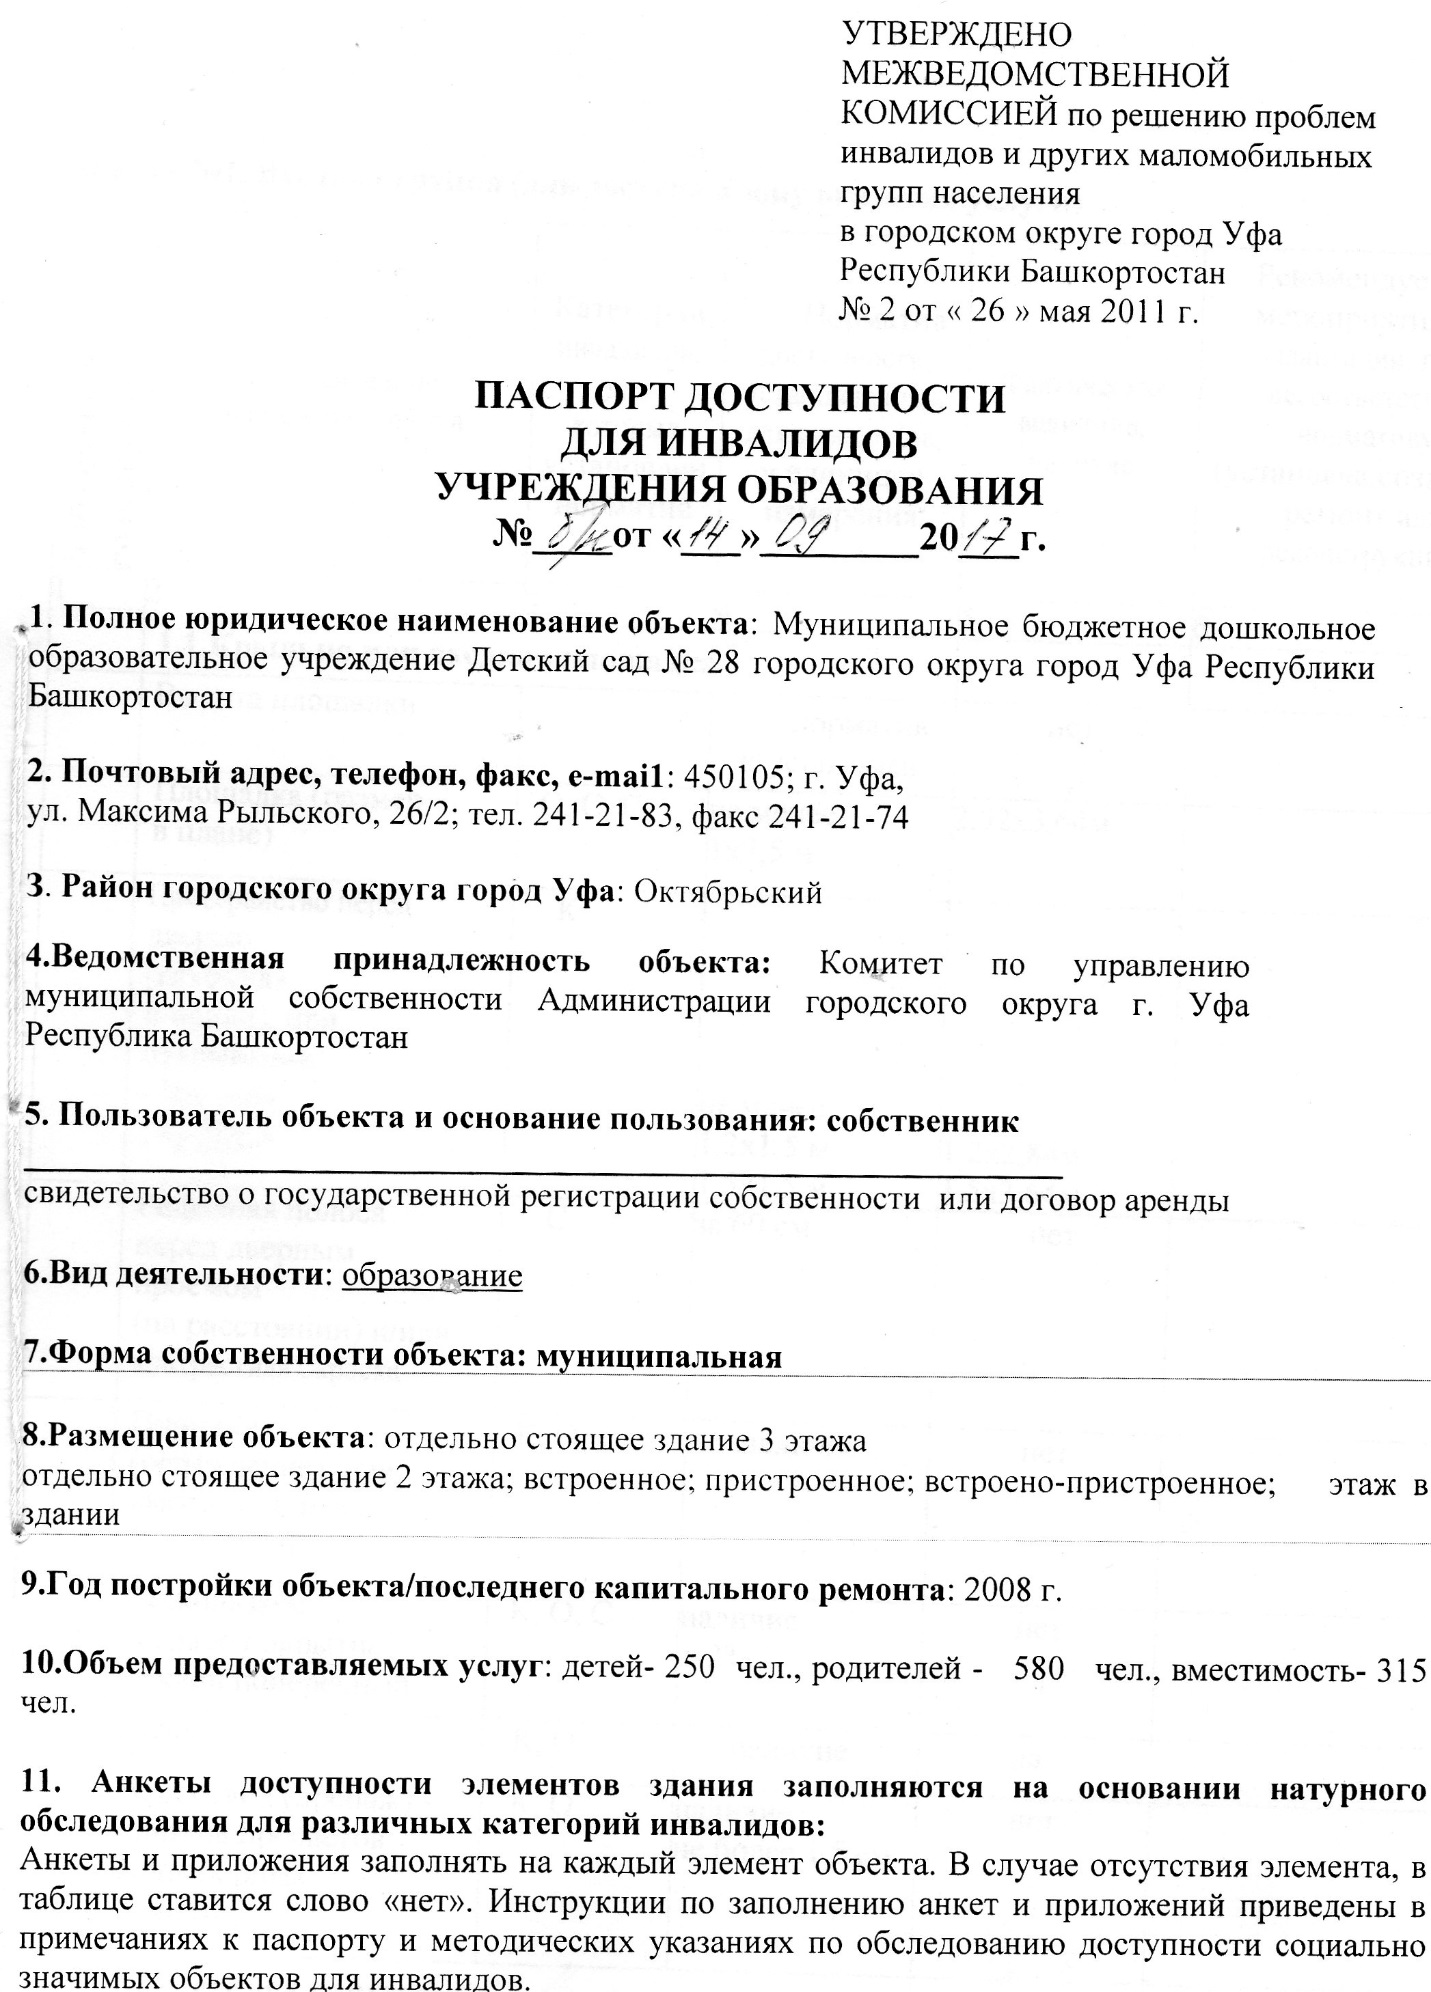 УТВЕРЖДЕНО
МЕЖВЕДОМСТВЕННОЙ
КОМИССИЕЙ по решению проблем
инвалидов и других маломобильных
групп населения
в городском округе город Уфа
Республики Башкортостан
№ 2 от « 26 » мая 2011 г.
ПАСПОРТ ДОСТУПНОСТИ
ДЛЯ ИНВАЛИДОВ
УЧРЕЖДЕНИЯ ОБРАЗОВАНИЯ
№ от «14» 09 2017 г.
1. Полное юридическое наименование объекта: Муниципальное бюджетное дошкольное
образовательное учреждение Детский сад № 28 городского округа город Уфа Республики
Башкортостан
2. Почтовый адрес, телефон, факс, e-mai1: 450105; г. Уфа,
ул. Максима Рыльского, 26/2; тел. 241-21-83, факс 241-21-74
3. Район городского округа город Уфа: Октябрьский
4.Ведомственная принадлежность объекта: Комитет по управлению
муниципальной собственности Администрации городского округа г. Уфа
Республика Башкортостан
5. Пользователь объекта и основание пользования: собственник
свидетельство о государственной регистрации собственности или договор аренды
6.Вид деятельности: образование
7.Форма собственности объекта: муниципальная
8.Размещение объекта: отдельно стоящее здание 3 этажа
отдельно стоящее здание 2 этажа; встроенное; пристроенное; встроено-пристроенное; этаж в
здании
9.Год постройки объекта/последнего капитального ремонта: 2008 г.
10.Объем предоставляемых услуг: детей- 250 чел., родителей - 580 чел., вместимость- 315
чел.
11. Анкеты доступности элементов здания заполняются на основании натурного
обследования для различных категорий инвалидов:
Анкеты и приложения заполнять на каждый элемент объекта. В случае отсутствия элемента, в
таблице ставится слово «нет». Инструкции по заполнению анкет и приложений приведены в
примечаниях к паспорту и методических указаниях по обследованию доступности социально
значимых объектов для инвалидов.